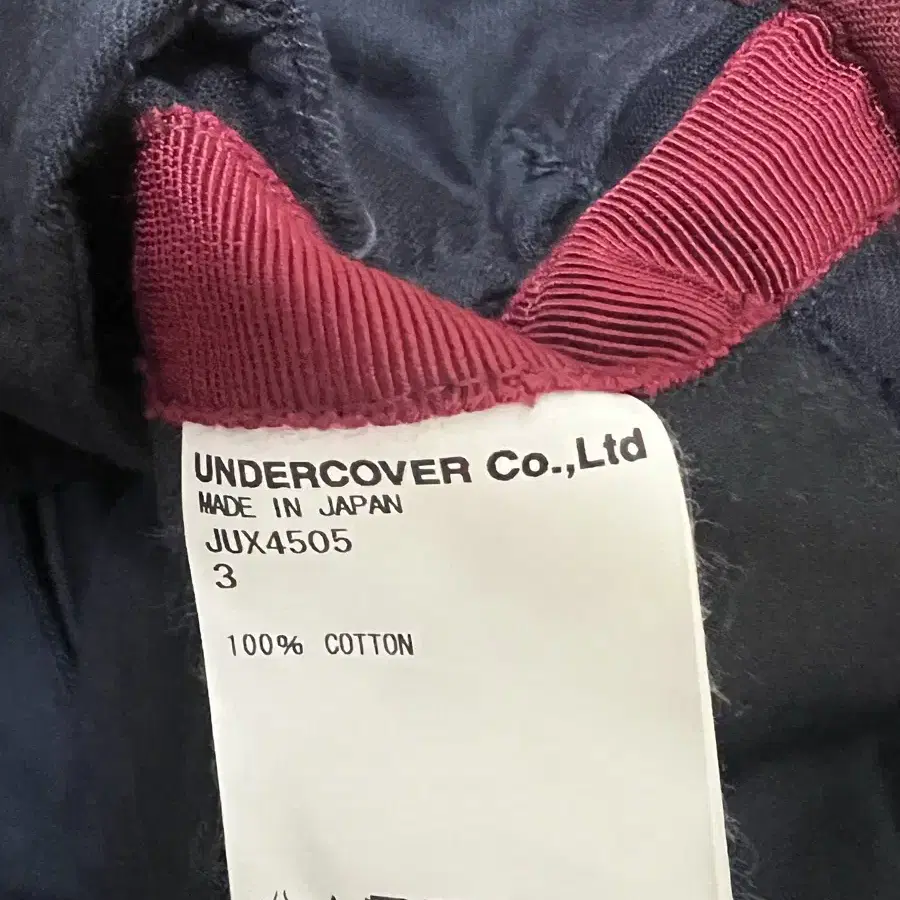 UNDERCOVER Co.,Ltd
MADE IN JAPAN
JUX4505
3
100% COTTON